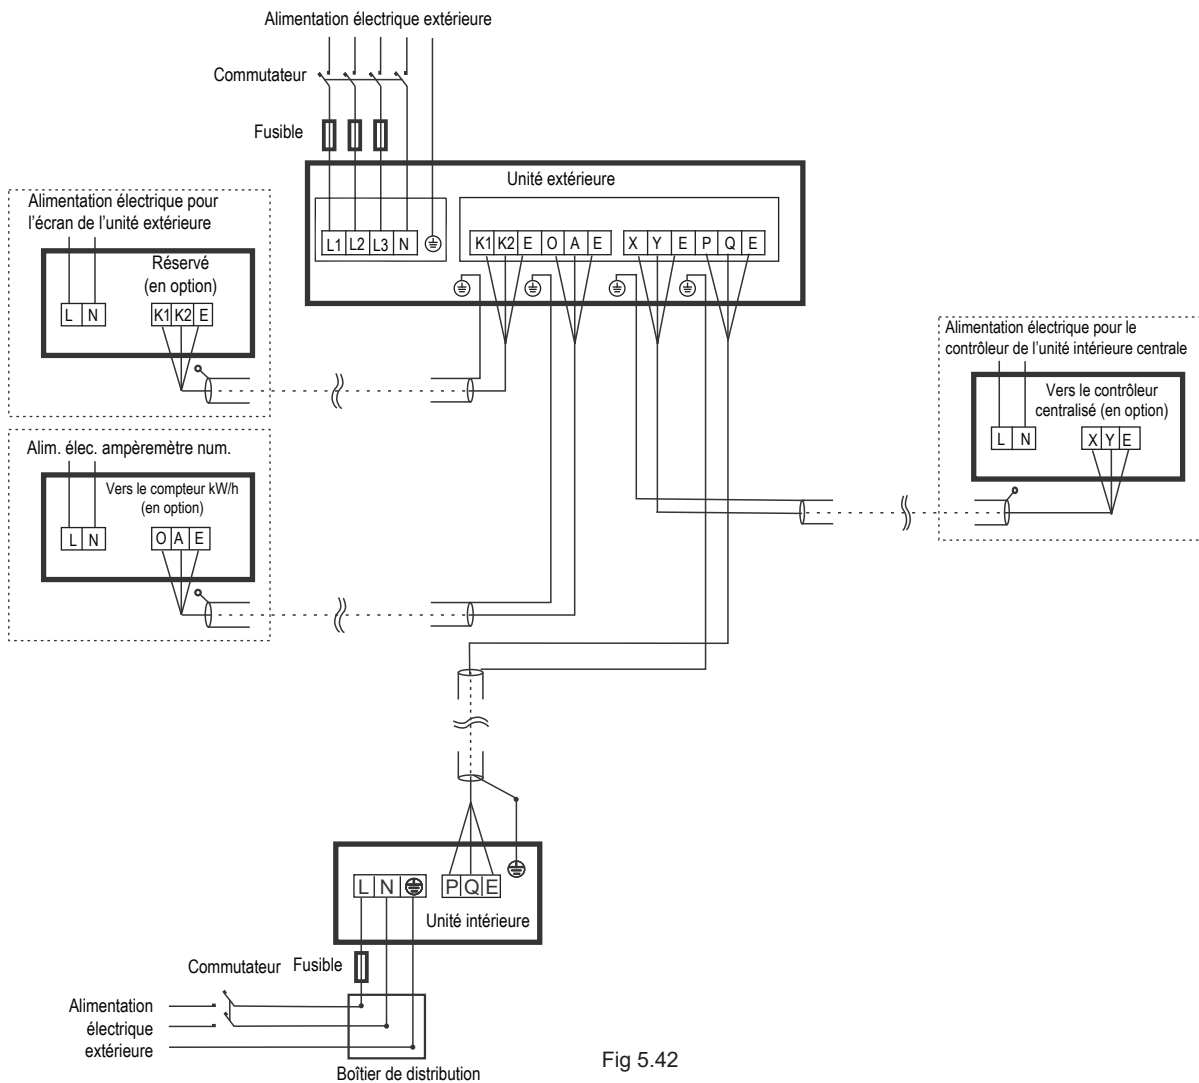 Alimentation électrique extérieure
Commutateur
Fusible
Unité extérieure
L1 L2 L3 N
K1 K2 E O A E
X Y E P Q E
Alimentation électrique pour
l'écran de l'unité extérieure
Réservé
(en option)
L N
K1 K2 E
Alim. élec. ampèremètre num.
Vers le compteur kW/h
(en option)
L N
O A E
Alimentation électrique pour le
contrôleur de l'unité intérieure centrale
Vers le contrôleur
centralisé (en option)
L N
X Y E
L N
P Q E
Unité intérieure
Commutateur
Fusible
Alimentation
électrique
extérieure
Boîtier de distribution
Fig 5.42